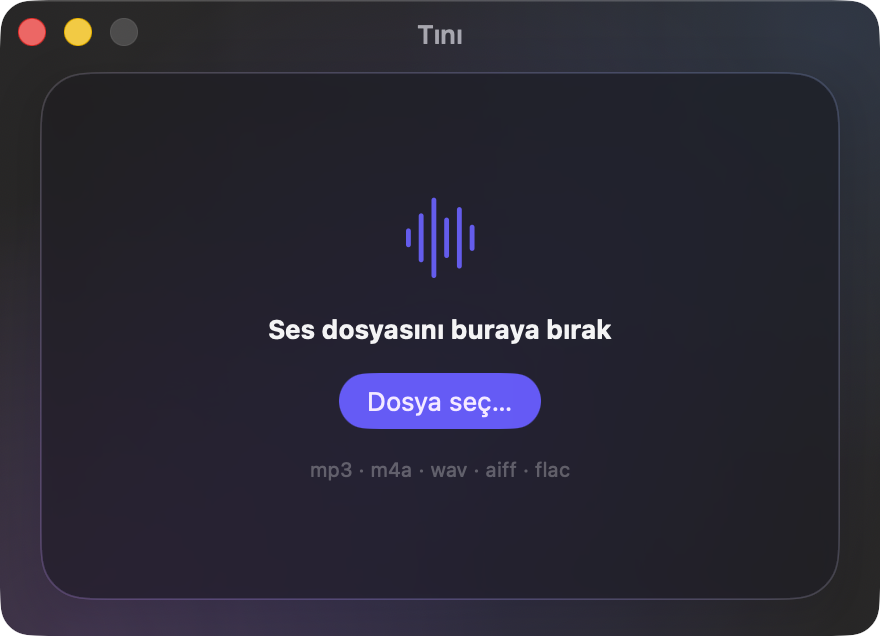 Tını
Ses dosyasını buraya bırak
Dosya seç...
mp3 · m4a · wav · aiff · flac